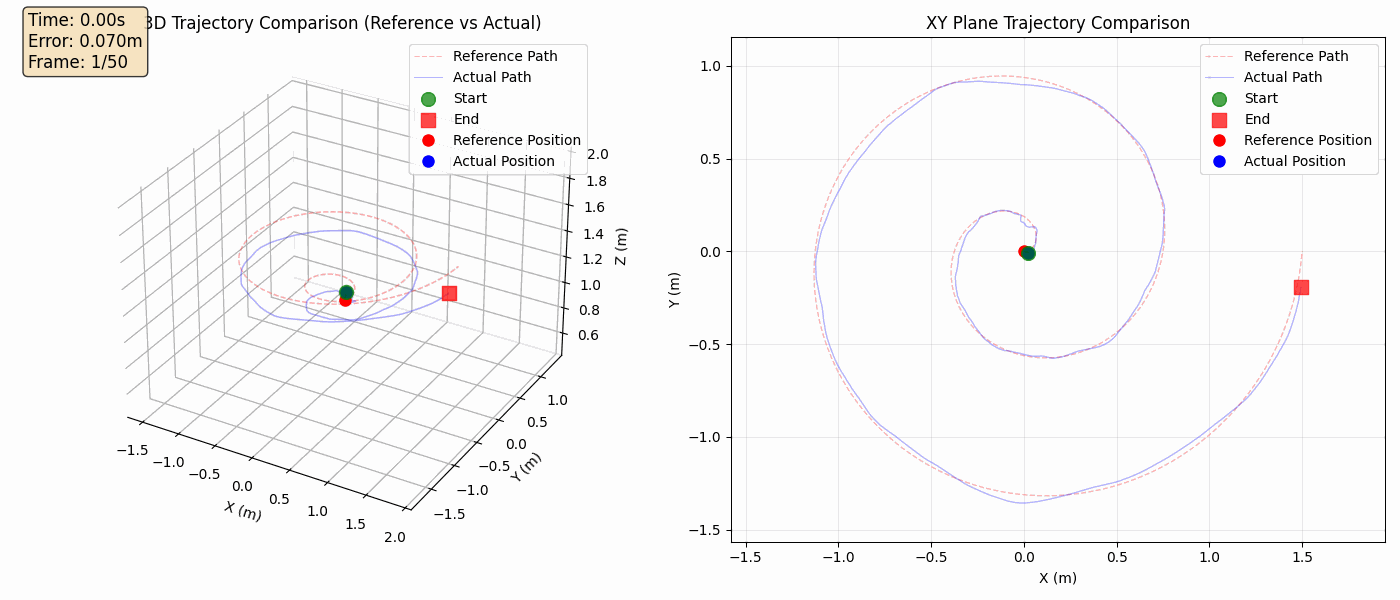 Time: 0.00s
Error: 0.070m
Frame: 1/50
3D Trajectory Comparison (Reference vs Actual)
Reference Path
Actual Path
Start
End
Reference Position
Actual Position
2.0
1.8
1.6
1.4
1.2
1.0
0.8
0.6
Z (m)
−1.5
−1.0
−0.5
0.0
0.5
1.0
1.5
2.0
X (m)
1.0
0.5
0.0
−0.5
−1.0
−1.5
Y (m)
XY Plane Trajectory Comparison
Reference Path
Actual Path
Start
End
Reference Position
Actual Position
1.0
0.5
0.0
−0.5
−1.0
−1.5
Y (m)
−1.5
−1.0
−0.5
0.0
0.5
1.0
1.5
X (m)